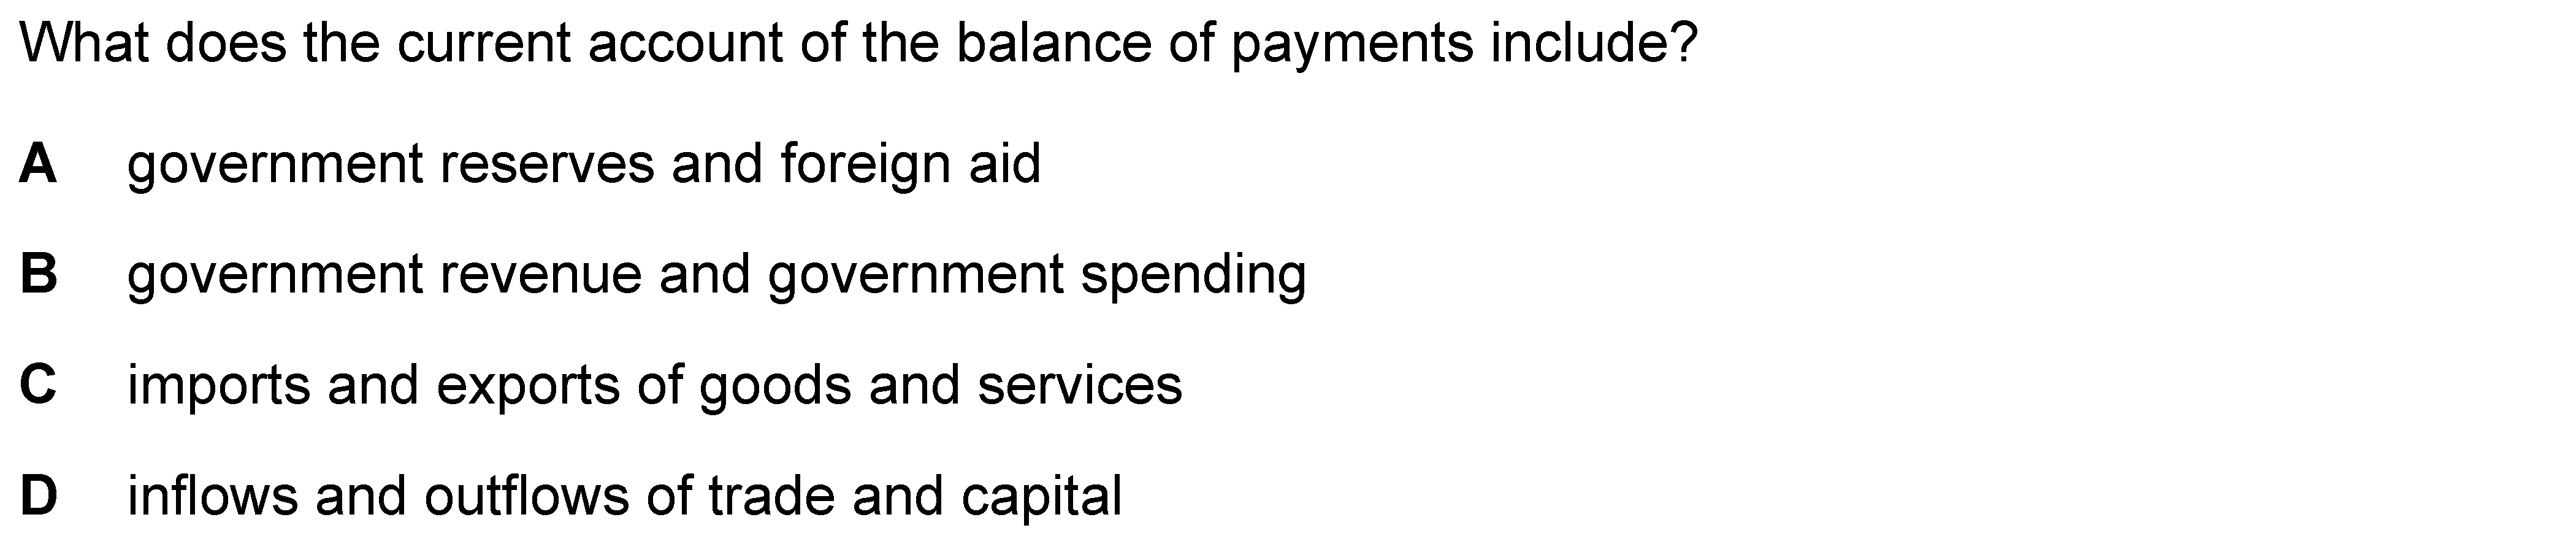 What does the current account of the balance of payments include?
A government reserves and foreign aid
B government revenue and government spending
C imports and exports of goods and services
D inflows and outflows of trade and capital